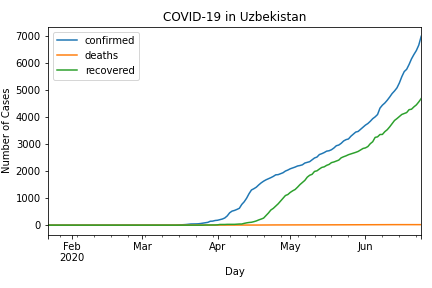 COVID-19 in Uzbekistan
confirmed
deaths
recovered
Number of Cases
7000
6000
5000
4000
3000
2000
1000
0
Feb Mar Apr May Jun
2020
Day